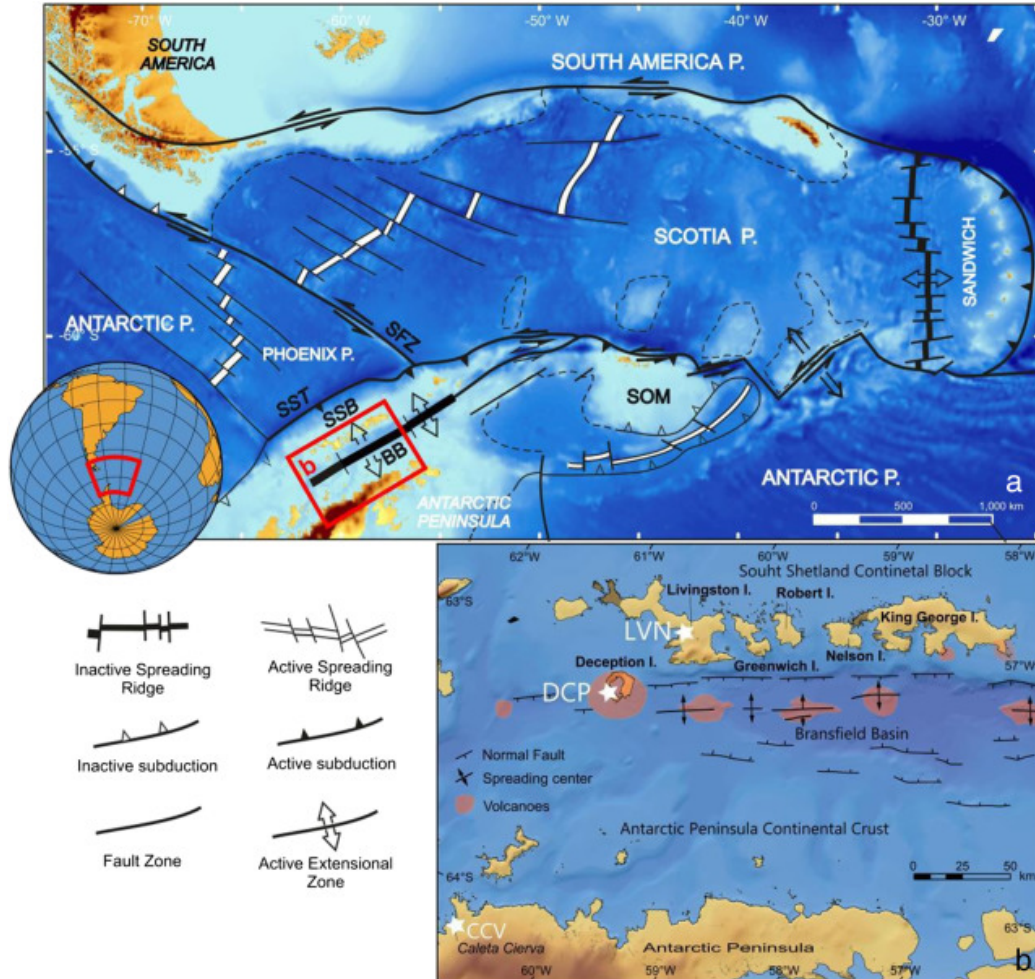 -70° W
-60° W
-50° W
-40° W
-30° W
SOUTH
AMERICA
SOUTH AMERICA P.
-55° S
SCOTIA P.
SANDWICH
ANTARCTIC P.
-60° S
PHOENIX P.
SFZ
SST
SSB
SOM
b
BB
ANTARCTIC
PENINSULA
ANTARCTIC P.
a
0 500 1,000
km
62°W
61°W
60°W
59°W
58°W
Souht Shetland Continetal Block
63°S
Livingston I.
Robert I.
LVN
King George I.
Deception I.
Greenwich I.
Nelson I.
57°W
DCP
Bransfield Basin
Normal Fault
Spreading center
Volcanoes
Antarctic Peninsula Continental Crust
0 25 50
km
64°S
CCV
63°S
Caleta Cierva
Antarctic Peninsula
60°W
59°W
58°W
57°W
b
Inactive Spreading
Ridge
Active Spreading
Ridge
Inactive subduction
Active subduction
Fault Zone
Active Extensional
Zone